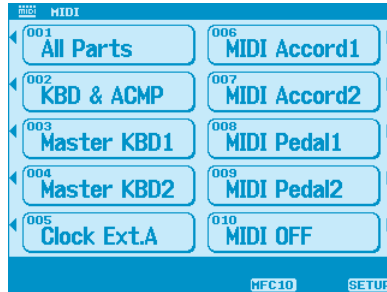 MIDI MIDI
001
All Parts
002
KBD & ACMP
003
Master KBD1
004
Master KBD2
005
Clock Ext.A
006
MIDI Accord1
007
MIDI Accord2
008
MIDI Pedal1
009
MIDI Pedal2
010
MIDI OFF
MFC10 SETUP